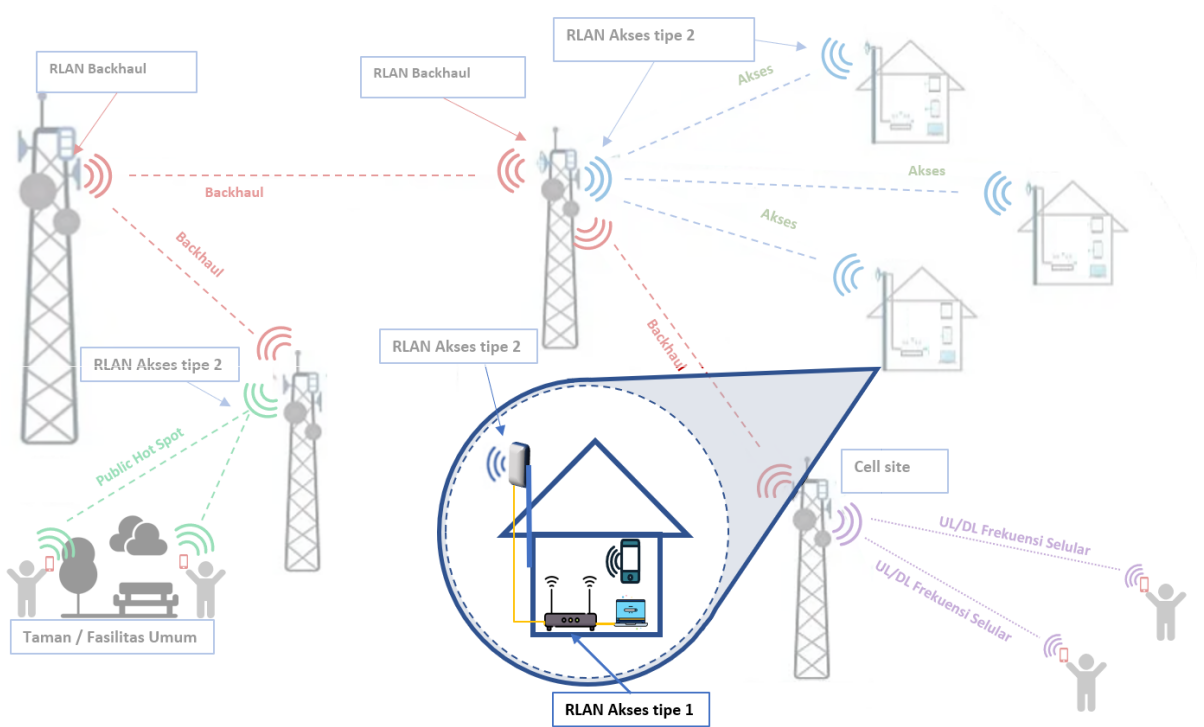 RLAN Akses tipe 2
RLAN Backhaul
RLAN Backhaul
Akses
Akses
Backhaul
Akses
Backhaul
Backhaul
RLAN Akses tipe 2
RLAN Akses tipe 2
Public Hot Spot
Cell site
UL/DL Frekuensi Selular
UL/DL Frekuensi Selular
Taman / Fasilitas Umum
RLAN Akses tipe 1